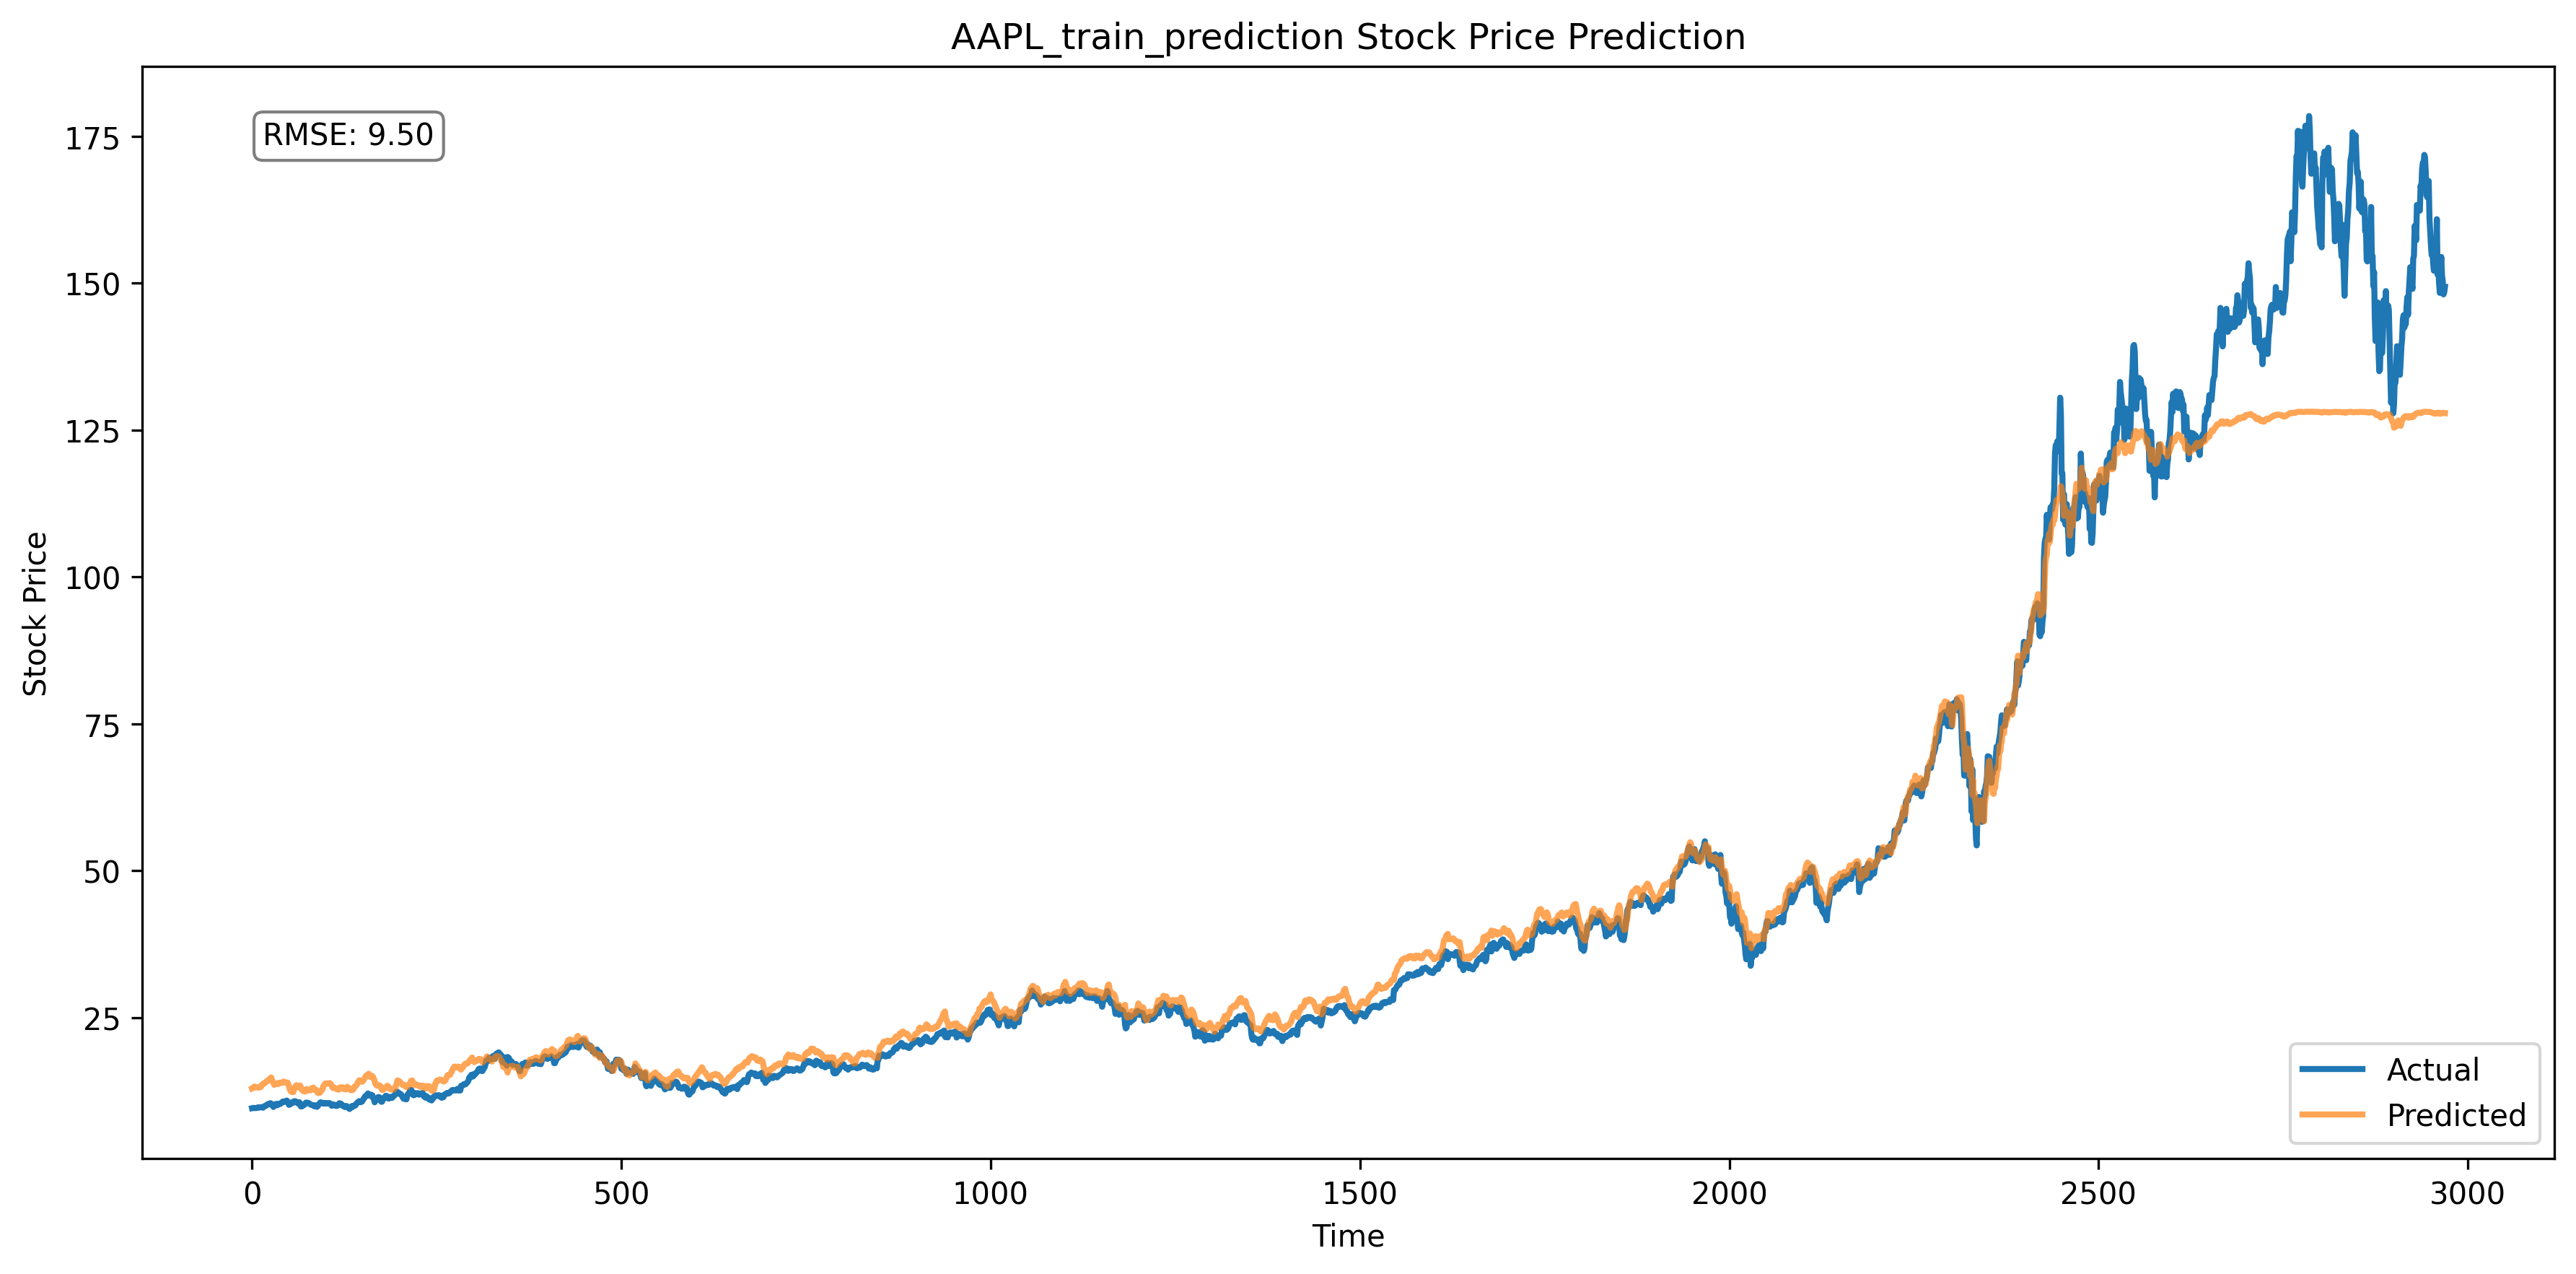 AAPL_train_prediction Stock Price Prediction
RMSE: 9.50
175
150
125
100
75
50
25
Stock Price
0 500 1000 1500 2000 2500 3000
Time
Actual
Predicted